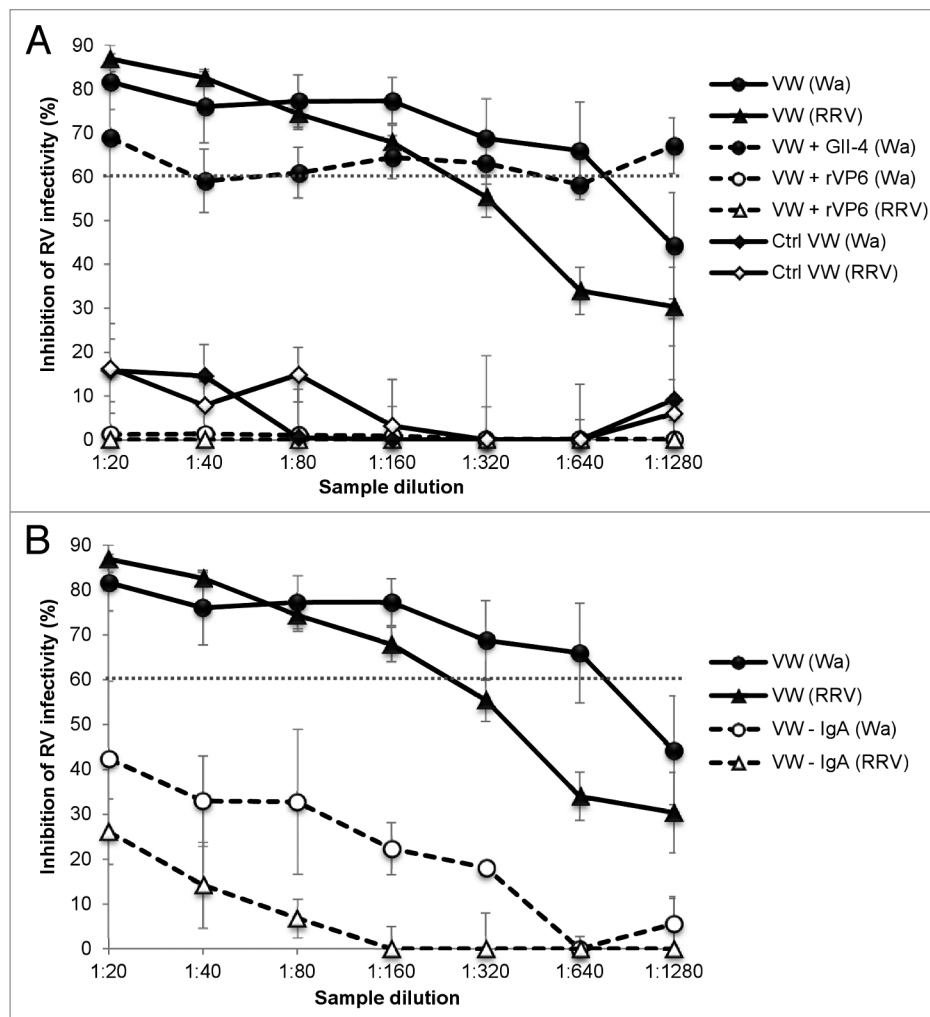 A
Inhibition of RV infectivity (%)
90
80
70
60
50
40
30
20
10
0
1:20 1:40 1:80 1:160 1:320 1:640 1:1280
Sample dilution
VW (Wa)
VW (RRV)
VW + GII-4 (Wa)
VW + rVP6 (Wa)
VW + rVP6 (RRV)
Ctrl VW (Wa)
Ctrl VW (RRV)
B
Inhibition of RV infectivity (%)
90
80
70
60
50
40
30
20
10
0
1:20 1:40 1:80 1:160 1:320 1:640 1:1280
Sample dilution
VW (Wa)
VW (RRV)
VW - IgA (Wa)
VW - IgA (RRV)